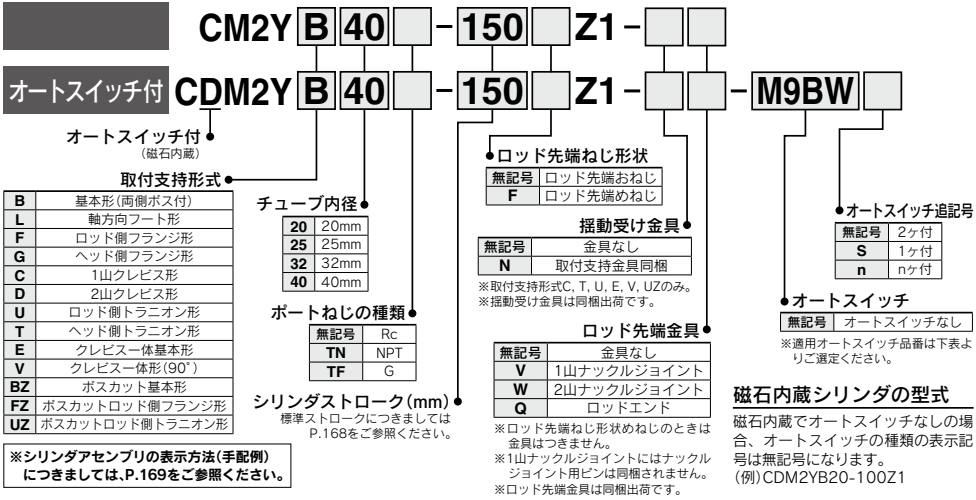 CM2Y B 40 -150 Z1-
オートスイッチ付 CDM2Y B 40 -150 Z1- -M9BW
オートスイッチ付
(磁石内蔵)
取付支持形式
B 基本形(両側ボス付)
L 軸方向フート形
F ロッド側フランジ形
G ヘッド側フランジ形
C 1山クレビス形
D 2山クレビス形
U ロッド側トラニオン形
T ヘッド側トラニオン形
E クレビス一体基本形
V クレビス一体形(90°)
BZ ボスカット基本形
FZ ボスカットロッド側フランジ形
UZ ボスカットロッド側トラニオン形
※シリンダアセンブリの表示方法(手配例)
につきましては、P.169をご参照ください。
チューブ内径
20 20mm
25 25mm
32 32mm
40 40mm
ポートねじの種類
無記号 Rc
TN NPT
TF G
シリンダストローク(mm)
標準ストロークにつきましては
P.168をご参照ください。
ロッド先端ねじ形状
無記号 ロッド先端おねじ
F ロッド先端めねじ
揺動受け金具
無記号 金具なし
N 取付支持金具同梱
※取付支持形式C, T, U, E, V, UZのみ。
※揺動受け金具は同梱出荷です。
ロッド先端金具
無記号 金具なし
V 1山ナックルジョイント
W 2山ナックルジョイント
Q ロッドエンド
※ロッド先端ねじ形状めねじのときは
金具はつきません。
※1山ナックルジョイントにはナックル
ジョイント用ピンは同梱されません。
※ロッド先端金具は同梱出荷です。
オートスイッチ追記号
無記号 2ヶ付
S 1ヶ付
n nヶ付
オートスイッチ
無記号 オートスイッチなし
※適用オートスイッチ品番は下表よ
りご選定ください。
磁石内蔵シリンダの型式
磁石内蔵でオートスイッチなしの場
合、オートスイッチの種類の表示記
号は無記号になります。
(例)CDM2YB20-100Z1